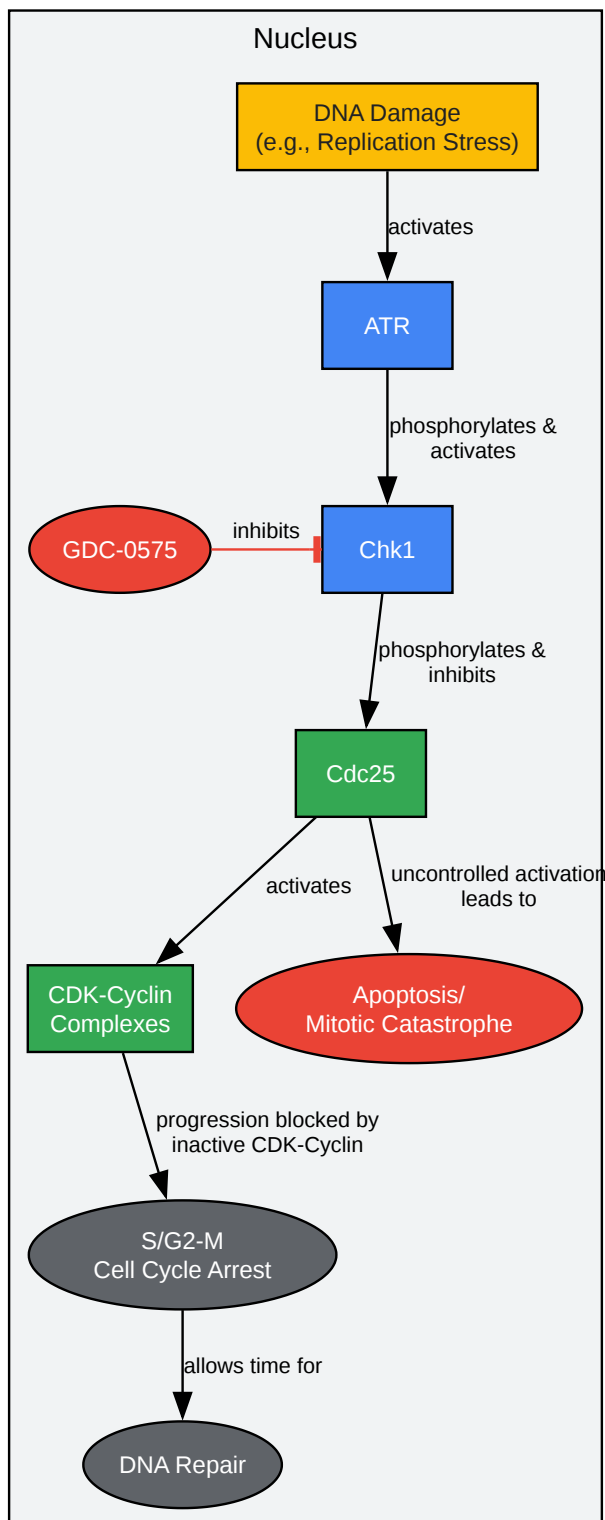 Nucleus
DNA Damage
(e.g., Replication Stress)
activates
ATR
phosphorylates &
activates
GDC-0575
inhibits
Chk1
phosphorylates &
inhibits
Cdc25
activates
uncontrolled activation
leads to
CDK-Cyclin
Complexes
Apoptosis/
Mitotic Catastrophe
progression blocked by
inactive CDK-Cyclin
S/G2-M
Cell Cycle Arrest
allows time for
DNA Repair